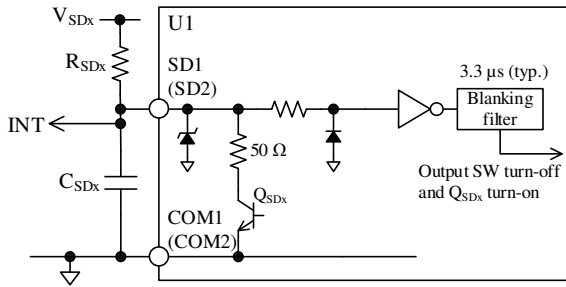 V_SDx
U1
R_SDx
SD1
(SD2)
3.3 µs (typ.)
Blanking
filter
INT
50 Ω
Output SW turn-off
and Q_SDx turn-on
C_SDx
Q_SDx
COM1
(COM2)